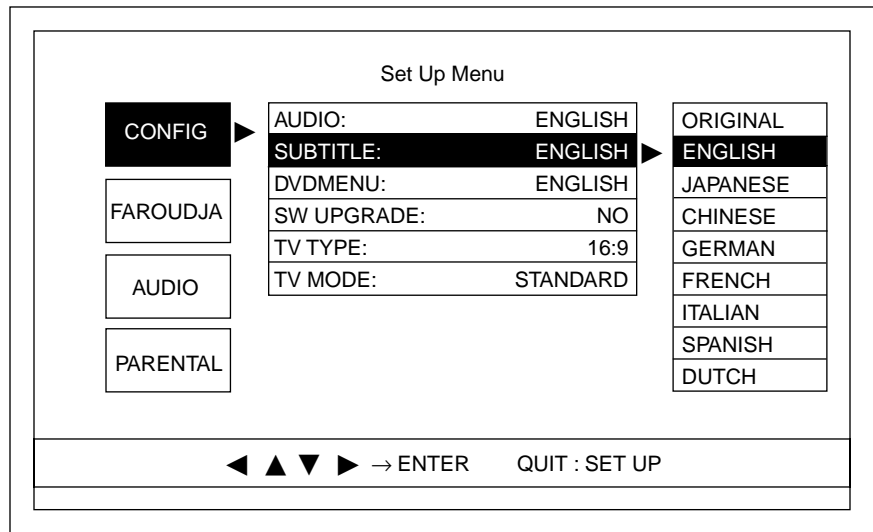 Set Up Menu
CONFIG
FAROUDJA
AUDIO
PARENTAL
AUDIO: ENGLISH
SUBTITLE: ENGLISH
DVDMENU: ENGLISH
SW UPGRADE: NO
TV TYPE: 16:9
TV MODE: STANDARD
ORIGINAL
ENGLISH
JAPANESE
CHINESE
GERMAN
FRENCH
ITALIAN
SPANISH
DUTCH
◀ ▲ ▼ ▶ → ENTER QUIT : SET UP